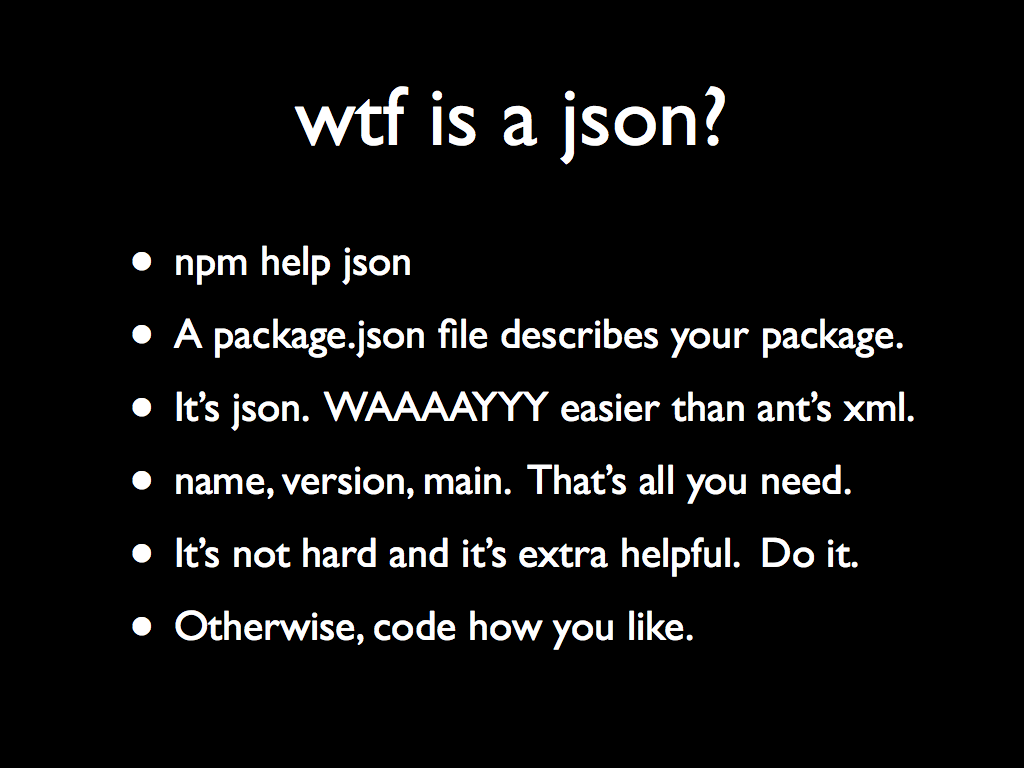 wtf is a json?
• npm help json
• A package.json file describes your package.
• It’s json.  WAAAAYYY easier than ant’s xml.
• name, version, main.  That’s all you need.
• It’s not hard and it’s extra helpful.  Do it.
• Otherwise, code how you like.